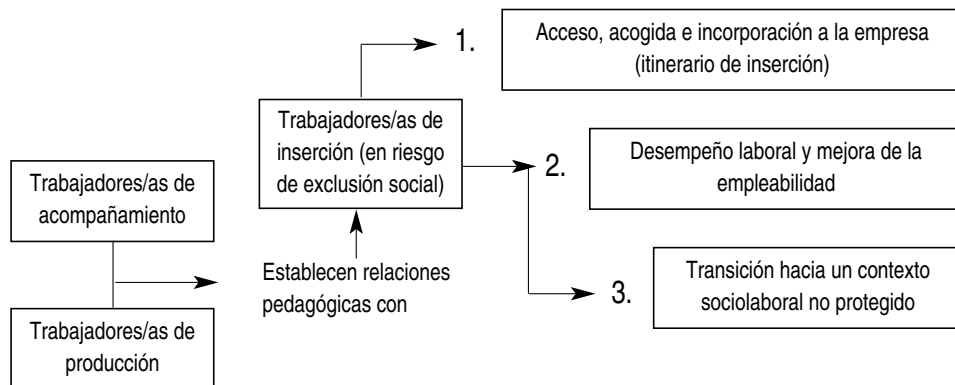 Trabajadores/as de
acompañamiento
Trabajadores/as de
producción
Establecen relaciones
pedagógicas con
Trabajadores/as de
inserción (en riesgo
de exclusión social)
1.
Acceso, acogida e incorporación a la empresa
(itinerario de inserción)
2.
Desempeño laboral y mejora de la
empleabilidad
3.
Transición hacia un contexto
sociolaboral no protegido